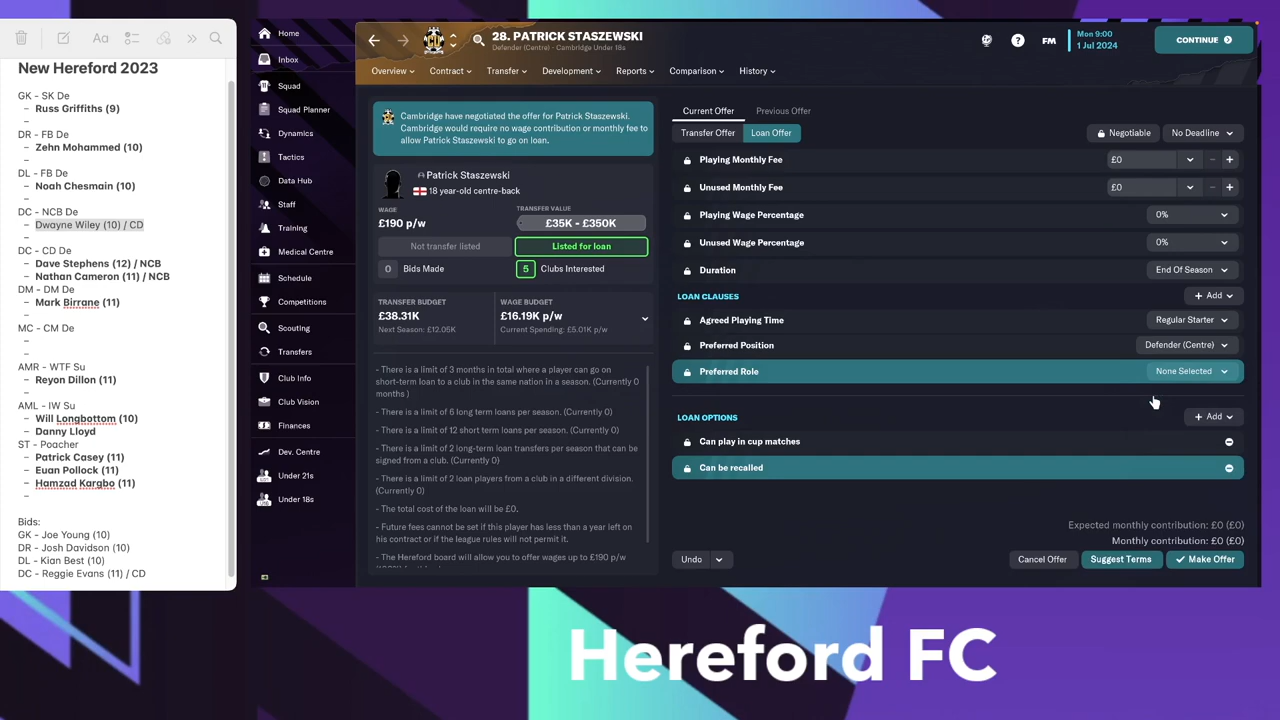 New Hereford 2023
GK - SK De
– Russ Griffiths (9)
–
DR - FB De
– Zehn Mohammed (10)
–
DL - FB De
– Noah Chesmain (10)
–
DC - NCB De
– Dwayne Wiley (10) / CD
–
DC - CD De
– Dave Stephens (12) / NCB
– Nathan Cameron (11) / NCB
DM - DM De
– Mark Birrane (11)
–
MC - CM De
–
–
AMR - WTF Su
– Reyon Dillon (11)
–
AML - IW Su
– Will Longbottom (10)
– Danny Lloyd
ST - Poacher
– Patrick Casey (11)
– Euan Pollock (11)
– Hamzad Kargbo (11)
–
Bids:
GK - Joe Young (10)
DR - Josh Davidson (10)
DL - Kian Best (10)
DC - Reggie Evans (11) / CD
Aa
Home
Inbox
Squad
Squad Planner
Dynamics
Tactics
Data Hub
Staff
Training
Medical Centre
Schedule
Competitions
Scouting
Transfers
Club Info
Club Vision
Finances
Dev. Centre
Under 21s
Under 18s
28. PATRICK STASZEWSKI
Defender (Centre) - Cambridge Under 18s
FM
Mon 9:00
1 Jul 2024
CONTINUE
Overview
Contract
Transfer
Development
Reports
Comparison
History
Cambridge have negotiated the offer for Patrick Staszewski.
Cambridge would require no wage contribution or monthly fee to
allow Patrick Staszewski to go on loan.
Patrick Staszewski
18 year-old centre-back
WAGE
£190 p/w
TRANSFER VALUE
£35K - £350K
Not transfer listed
Listed for loan
0 Bids Made
5 Clubs Interested
TRANSFER BUDGET
£38.31K
Next Season: £12.05K
WAGE BUDGET
£16.19K p/w
Current Spending: £5.01K p/w
- There is a limit of 3 months in total where a player can go on
short-term loan to a club in the same nation in a season. (Currently 0
months )
- There is a limit of 6 long term loans per season. (Currently 0)
- There is a limit of 12 short term loans per season. (Currently 0)
- There is a limit of 2 long-term loan transfers per season that can be
signed from a club. (Currently 0)
- There is a limit of 2 loan players from a club in a different division.
(Currently 0)
- The total cost of the loan will be £0.
- Future fees cannot be set if this player has less than a year left on
his contract or if the league rules will not permit it.
- The Hereford board will allow you to offer wages up to £190 p/w
Current Offer
Previous Offer
Transfer Offer
Loan Offer
Negotiable
No Deadline
Playing Monthly Fee £0
Unused Monthly Fee £0
Playing Wage Percentage 0%
Unused Wage Percentage 0%
Duration End Of Season
LOAN CLAUSES
+ Add
Agreed Playing Time Regular Starter
Preferred Position Defender (Centre)
Preferred Role None Selected
LOAN OPTIONS
+ Add
Can play in cup matches
Can be recalled
Expected monthly contribution: £0 (£0)
Monthly contribution: £0 (£0)
Undo
Cancel Offer
Suggest Terms
Make Offer
Hereford FC